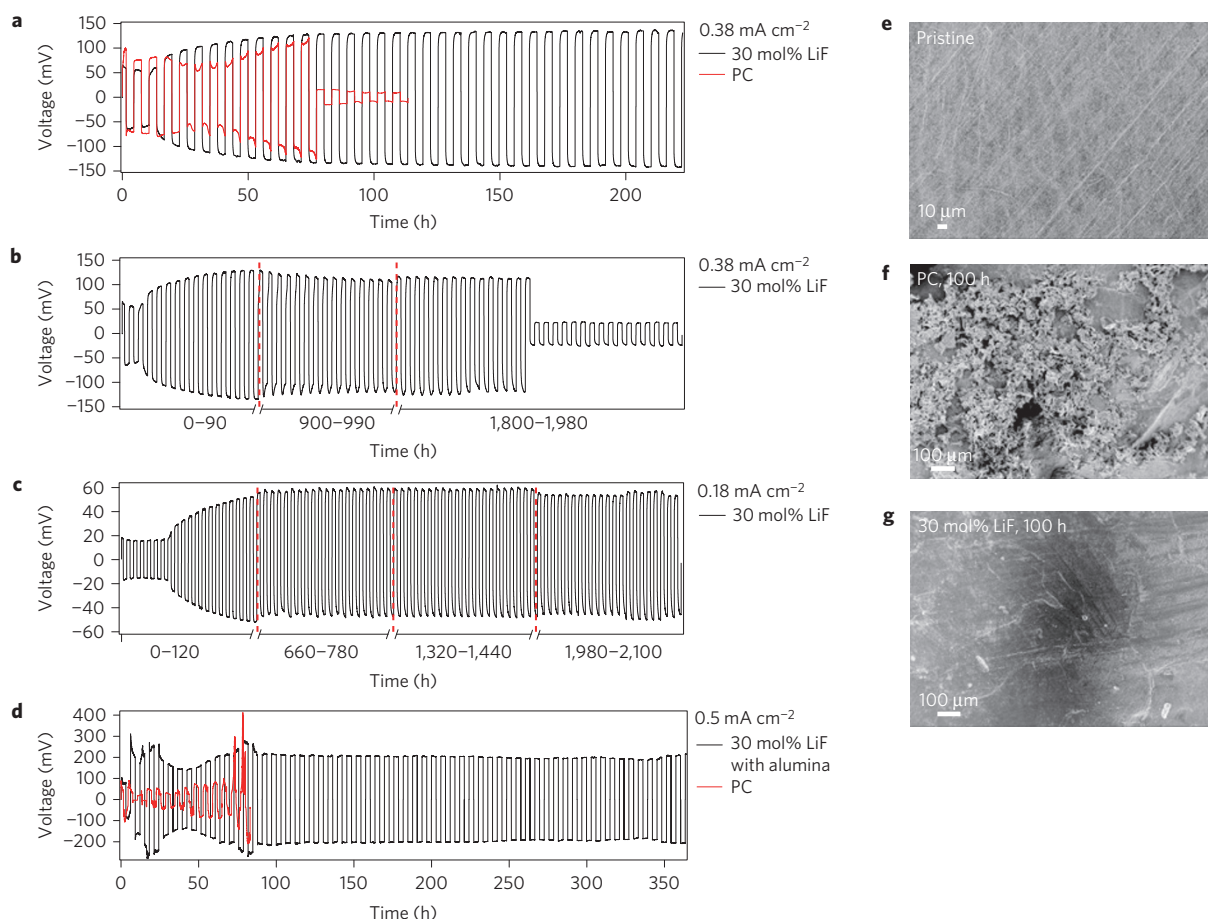 a
150
100
50
0
−50
−100
−150
Voltage (mV)
0
50
100
150
200
Time (h)
0.38 mA cm−2
30 mol% LiF
PC
b
150
100
50
0
−50
−100
−150
Voltage (mV)
0–90
900–990
1,800–1,980
Time (h)
0.38 mA cm−2
30 mol% LiF
c
60
40
20
0
−20
−40
−60
Voltage (mV)
0–120
660–780
1,320–1,440
1,980–2,100
Time (h)
0.18 mA cm−2
30 mol% LiF
d
400
300
200
100
0
−100
−200
Voltage (mV)
0
50
100
150
200
250
300
350
Time (h)
0.5 mA cm−2
30 mol% LiF
with alumina
PC
e
Pristine
10 µm
f
PC, 100 h
100 µm
g
30 mol% LiF, 100 h
100 µm